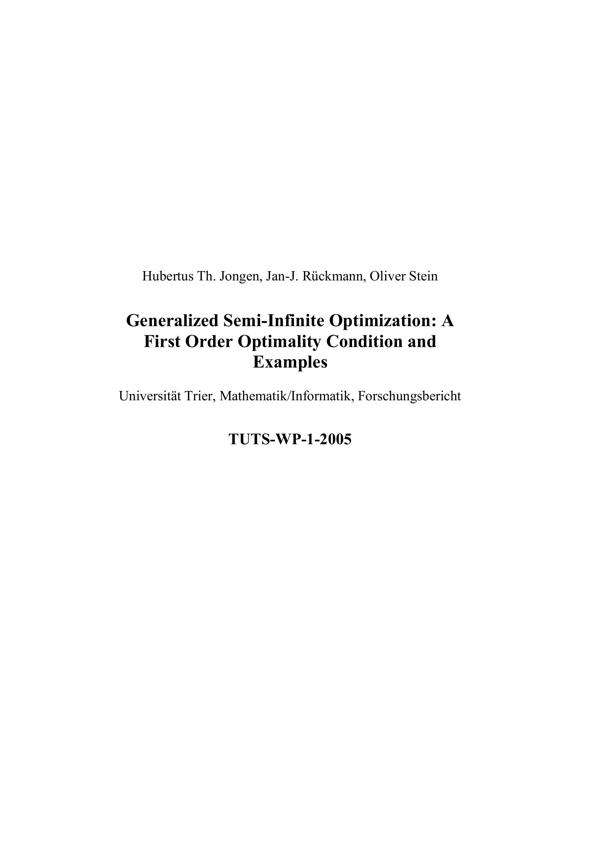 Hubertus Th. Jongen, Jan-J. Rückmann, Oliver Stein
Generalized Semi-Infinite Optimization: A
First Order Optimality Condition and
Examples
Universität Trier, Mathematik/Informatik, Forschungsbericht
TUTS-WP-1-2005